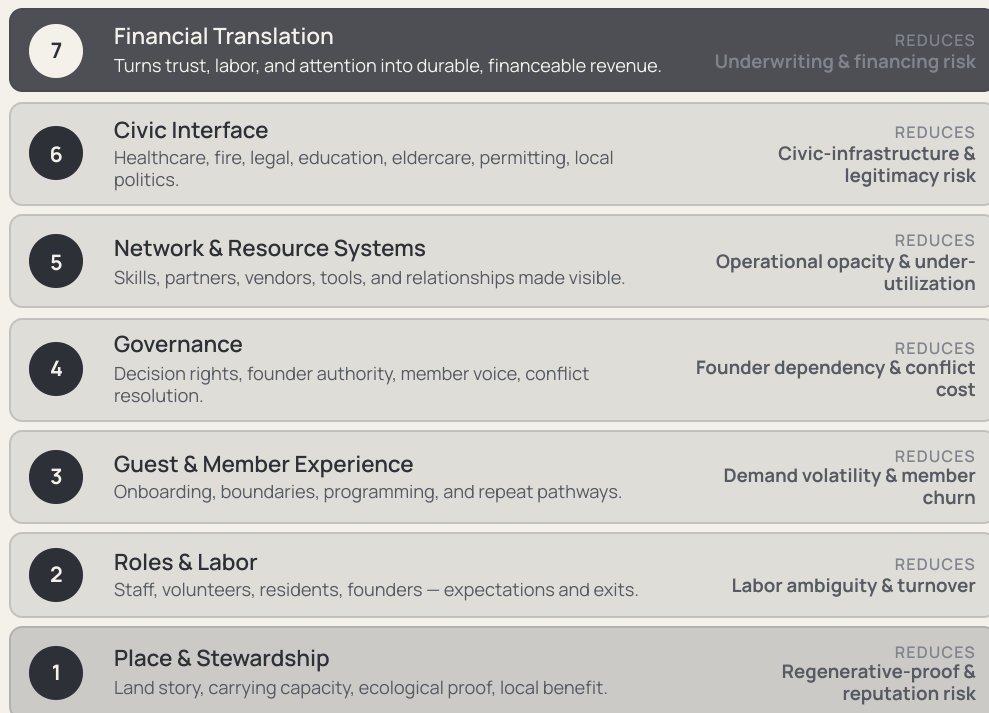 7
Financial Translation
Turns trust, labor, and attention into durable, financeable revenue.
REDUCES
Underwriting & financing risk
6
Civic Interface
Healthcare, fire, legal, education, eldercare, permitting, local
politics.
REDUCES
Civic-infrastructure &
legitimacy risk
5
Network & Resource Systems
Skills, partners, vendors, tools, and relationships made visible.
REDUCES
Operational opacity & under-
utilization
4
Governance
Decision rights, founder authority, member voice, conflict
resolution.
REDUCES
Founder dependency & conflict
cost
3
Guest & Member Experience
Onboarding, boundaries, programming, and repeat pathways.
REDUCES
Demand volatility & member
churn
2
Roles & Labor
Staff, volunteers, residents, founders — expectations and exits.
REDUCES
Labor ambiguity & turnover
1
Place & Stewardship
Land story, carrying capacity, ecological proof, local benefit.
REDUCES
Regenerative-proof &
reputation risk